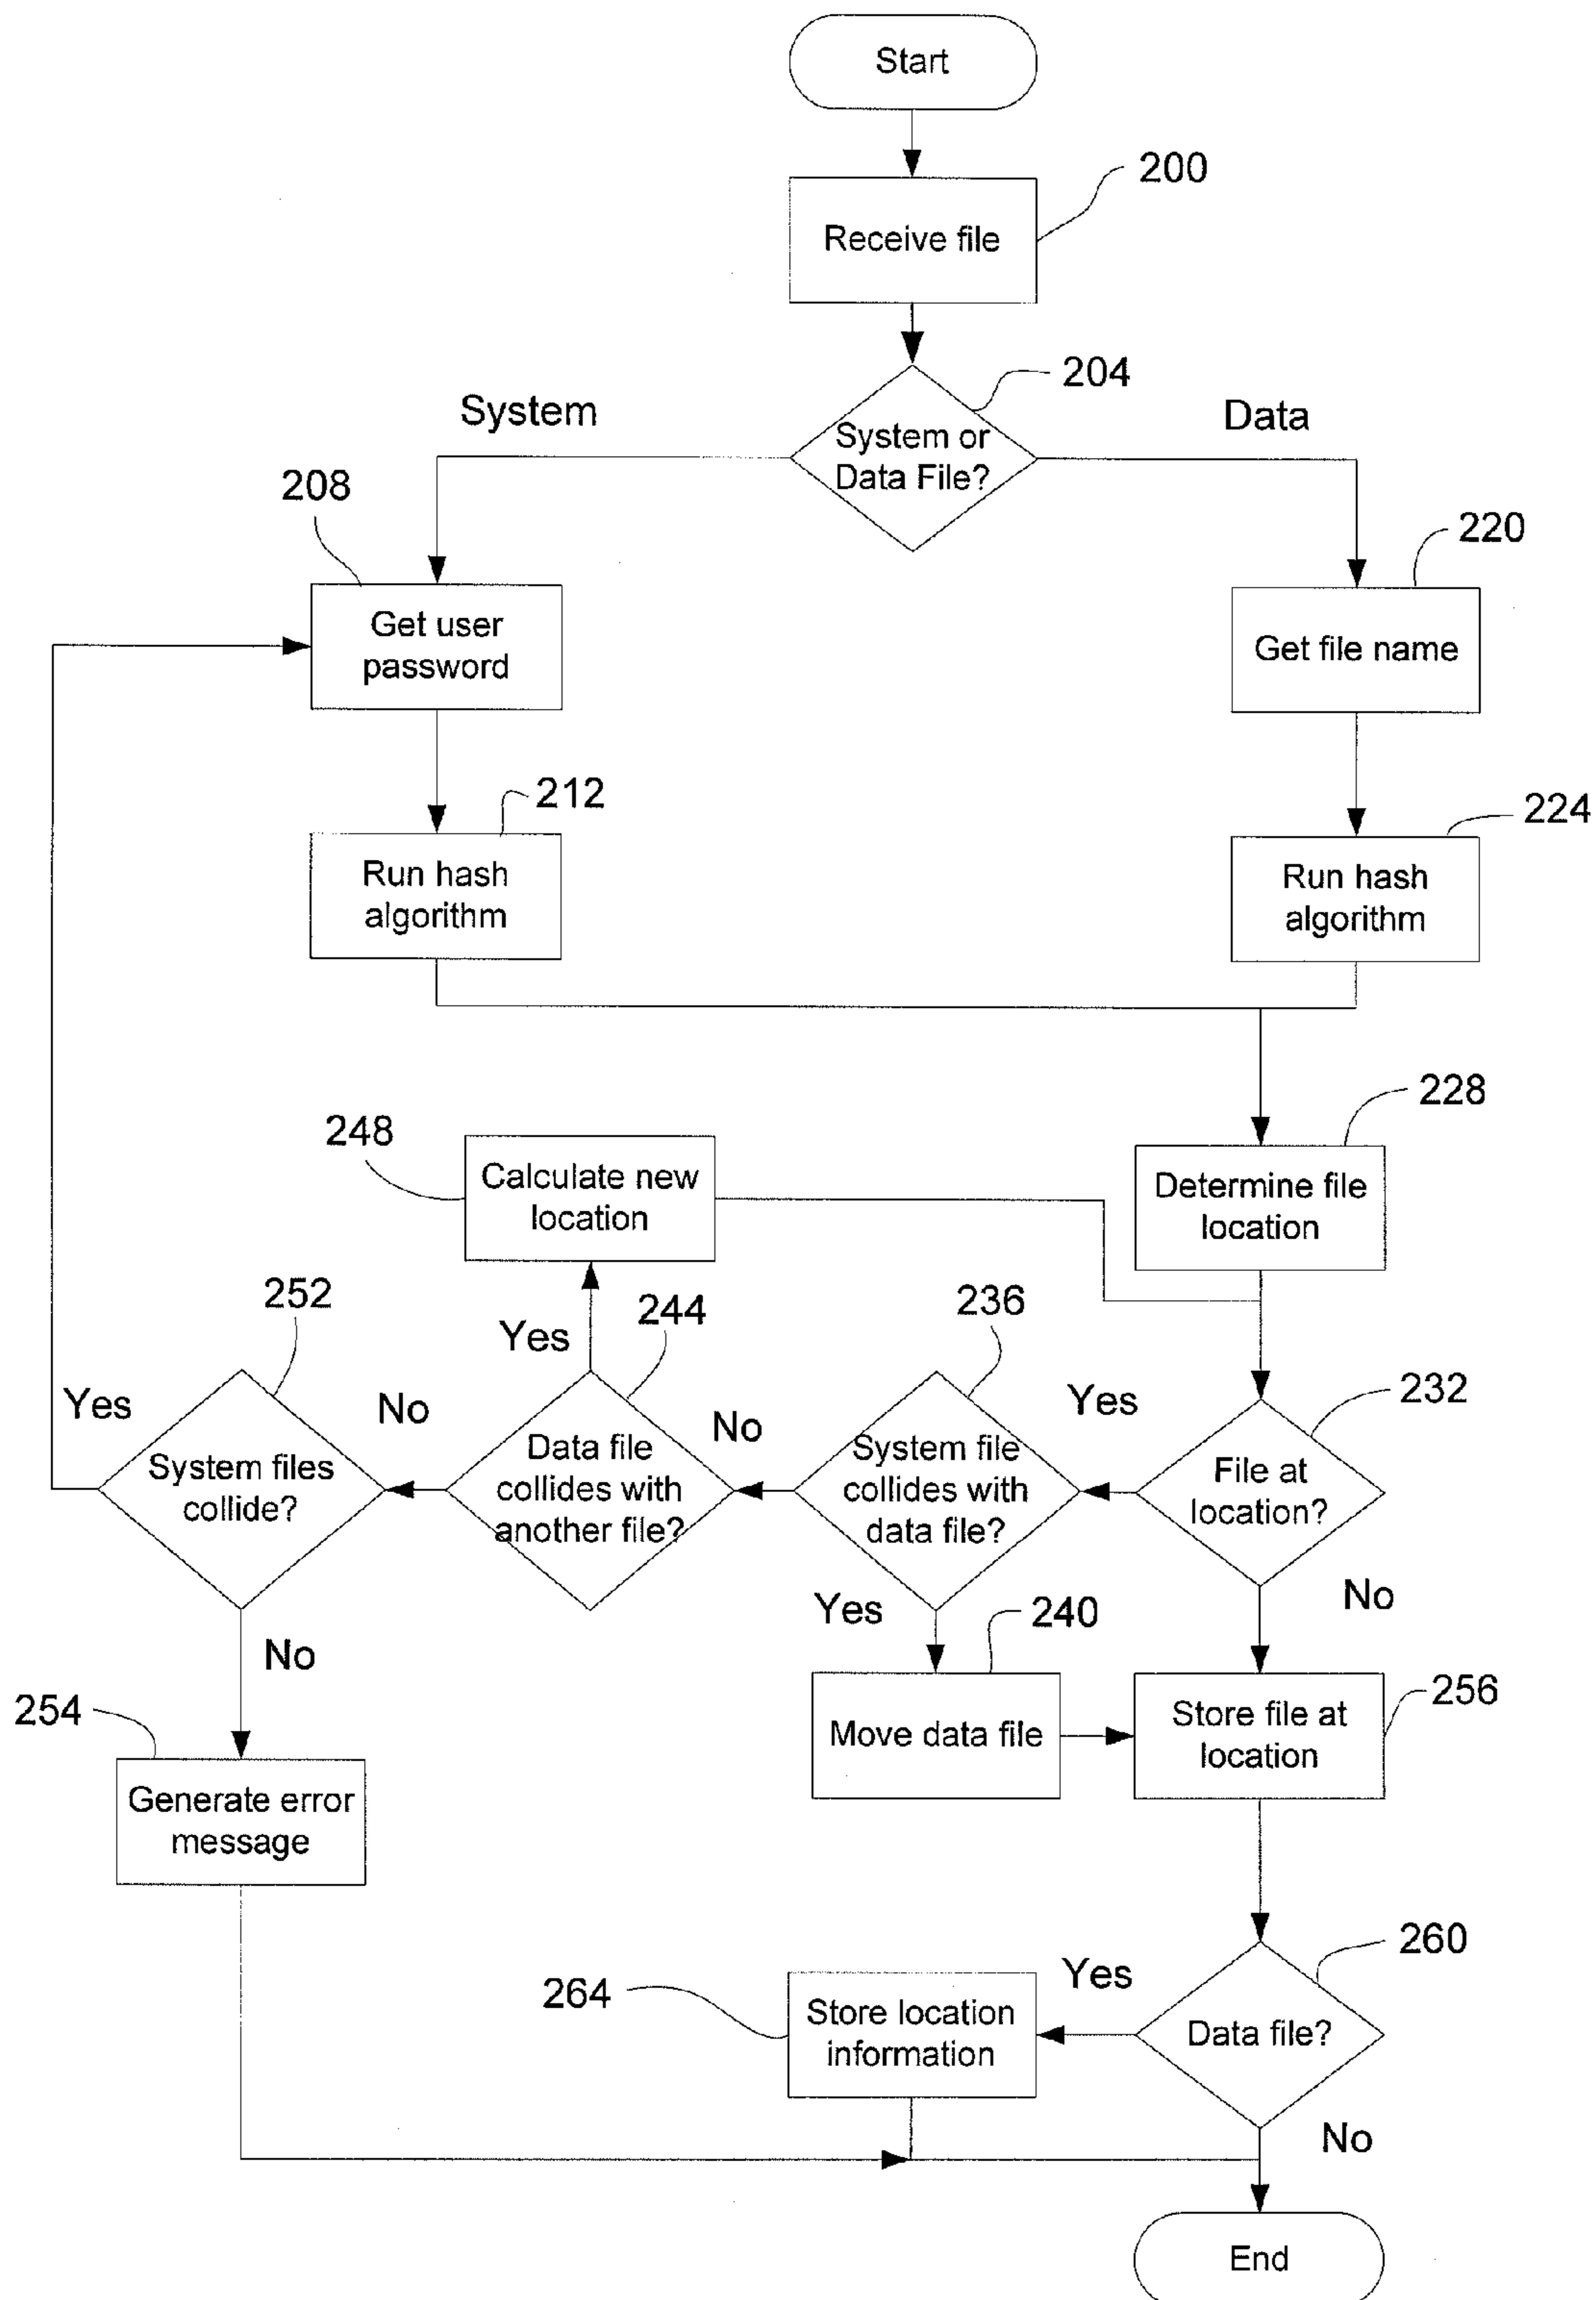 Start
200
Receive file
204
System
Data
System or
Data File?
208
220
Get user
password
Get file name
212
224
Run hash
algorithm
Run hash
algorithm
228
248
Calculate new
location
Determine file
location
252
244
236
Yes
232
Yes
No
No
Yes
System files
collide?
Data file
collides with
another file?
System file
collides with
data file?
File at
location?
Yes
No
No
240
254
256
Move data file
Store file at
location
Generate error
message
260
Yes
264
Store location
information
Data file?
No
End